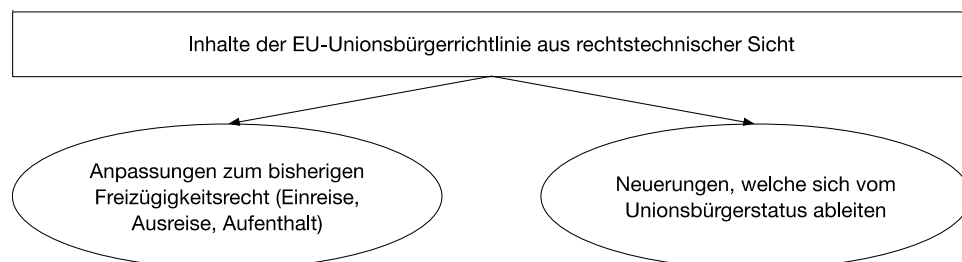 Inhalte der EU-Unionsbürgerrichtlinie aus rechtstechnischer Sicht
Anpassungen zum bisherigen
Freizügigkeitsrecht (Einreise,
Ausreise, Aufenthalt)
Neuerungen, welche sich vom
Unionsbürgerstatus ableiten